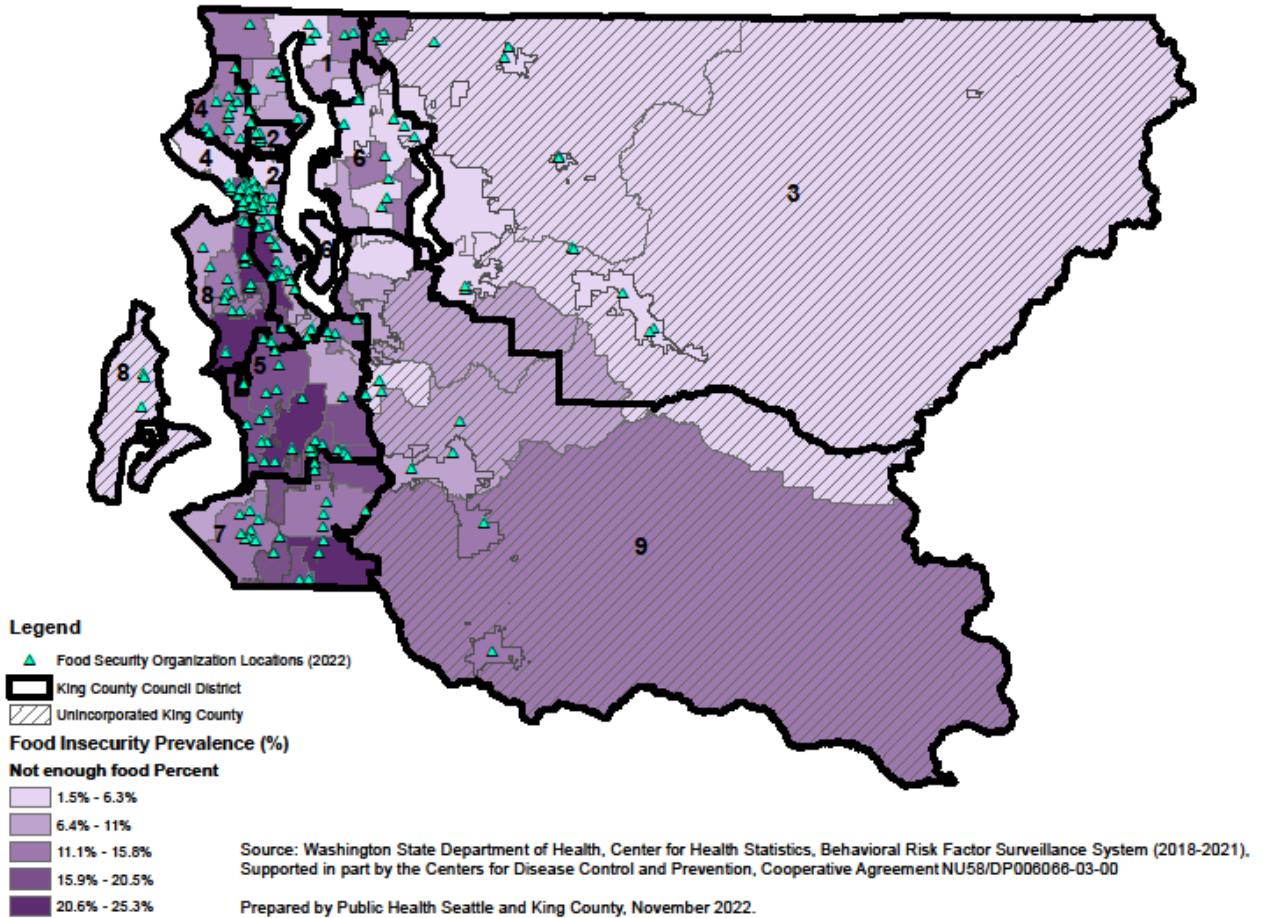 1
4
2
4
2
6
3
6
8
8
5
7
9
Legend
Food Security Organization Locations (2022)
King County Council District
Unincorporated King County
Food Insecurity Prevalence (%)
Not enough food Percent
1.5% - 6.3%
6.4% - 11%
11.1% - 15.8%
15.9% - 20.5%
20.6% - 25.3%
Source: Washington State Department of Health, Center for Health Statistics, Behavioral Risk Factor Surveillance System (2018-2021),
Supported in part by the Centers for Disease Control and Prevention, Cooperative Agreement NU58/DP006066-03-00
Prepared by Public Health Seattle and King County, November 2022.